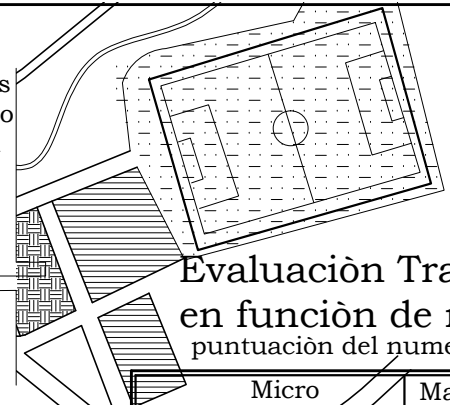 s
o
Evaluaciòn Tra
en funciòn de
puntuaciòn del nume
Micro
Ma